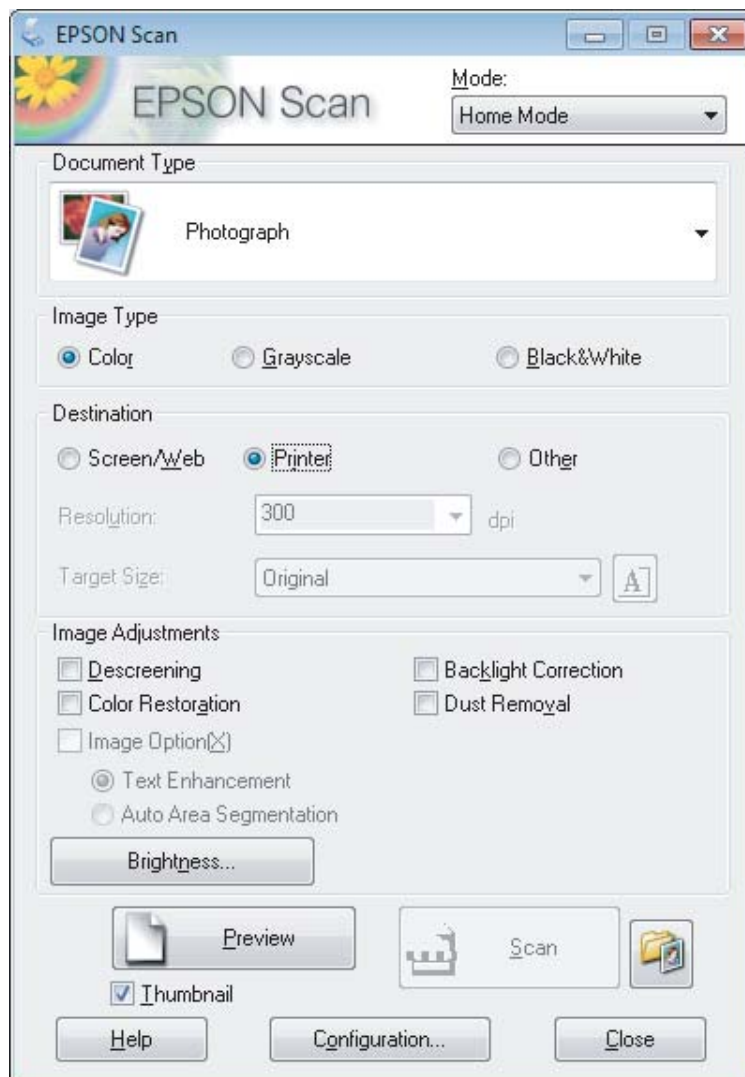 EPSON Scan
EPSON Scan
Mode:
Home Mode
Document Type
Photograph
Image Type
Color Grayscale Black&White
Destination
Screen/Web Printer Other
Resolution: 300 dpi
Target Size: Original A
Image Adjustments
Descreening Backlight Correction
Color Restoration Dust Removal
Image Option(X)
Text Enhancement
Auto Area Segmentation
Brightness...
Preview Scan
Thumbnail
Help Configuration... Close